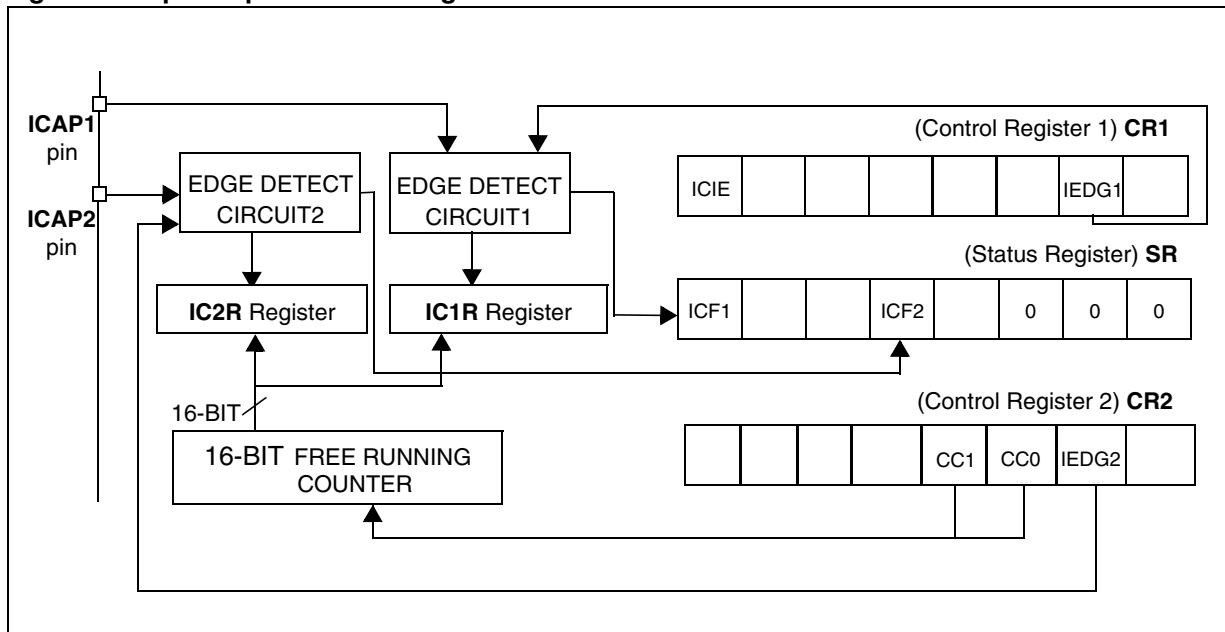 ICAP1
pin
ICAP2
pin
EDGE DETECT
CIRCUIT2
EDGE DETECT
CIRCUIT1
IC2R Register
IC1R Register
16-BIT
16-BIT FREE RUNNING
COUNTER
(Control Register 1) CR1
ICIE IEDG1
(Status Register) SR
ICF1 ICF2 0 0 0
(Control Register 2) CR2
CC1 CC0 IEDG2